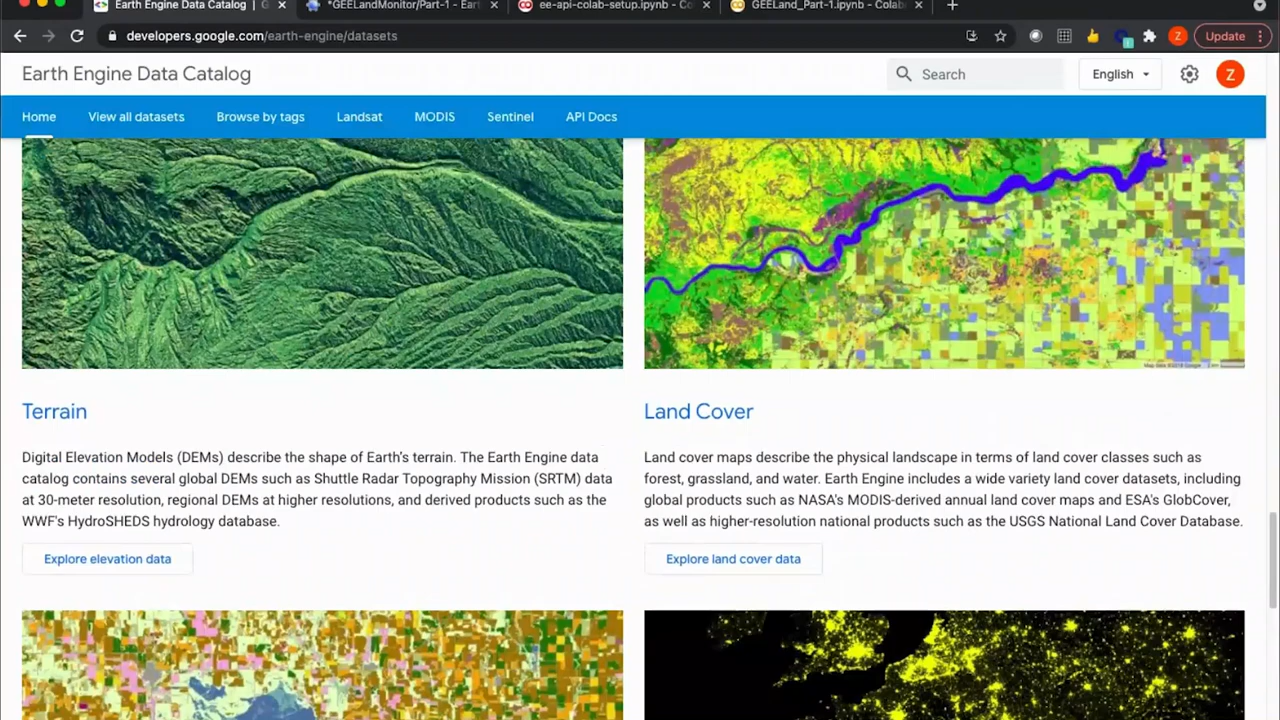 Earth Engine Data Catalog | G
*GEELandMonitor/Part-1 - Eart
ee-api-colab-setup.ipynb - Co
GEELand_Part-1.ipynb - Colab
developers.google.com/earth-engine/datasets
Z
Update
Earth Engine Data Catalog
Search
English
Z
Home
View all datasets
Browse by tags
Landsat
MODIS
Sentinel
API Docs
Terrain
Digital Elevation Models (DEMs) describe the shape of Earth's terrain. The Earth Engine data
catalog contains several global DEMs such as Shuttle Radar Topography Mission (SRTM) data
at 30-meter resolution, regional DEMs at higher resolutions, and derived products such as the
WWF's HydroSHEDS hydrology database.
Explore elevation data
Land Cover
Land cover maps describe the physical landscape in terms of land cover classes such as
forest, grassland, and water. Earth Engine includes a wide variety land cover datasets, including
global products such as NASA's MODIS-derived annual land cover maps and ESA's GlobCover,
as well as higher-resolution national products such as the USGS National Land Cover Database.
Explore land cover data